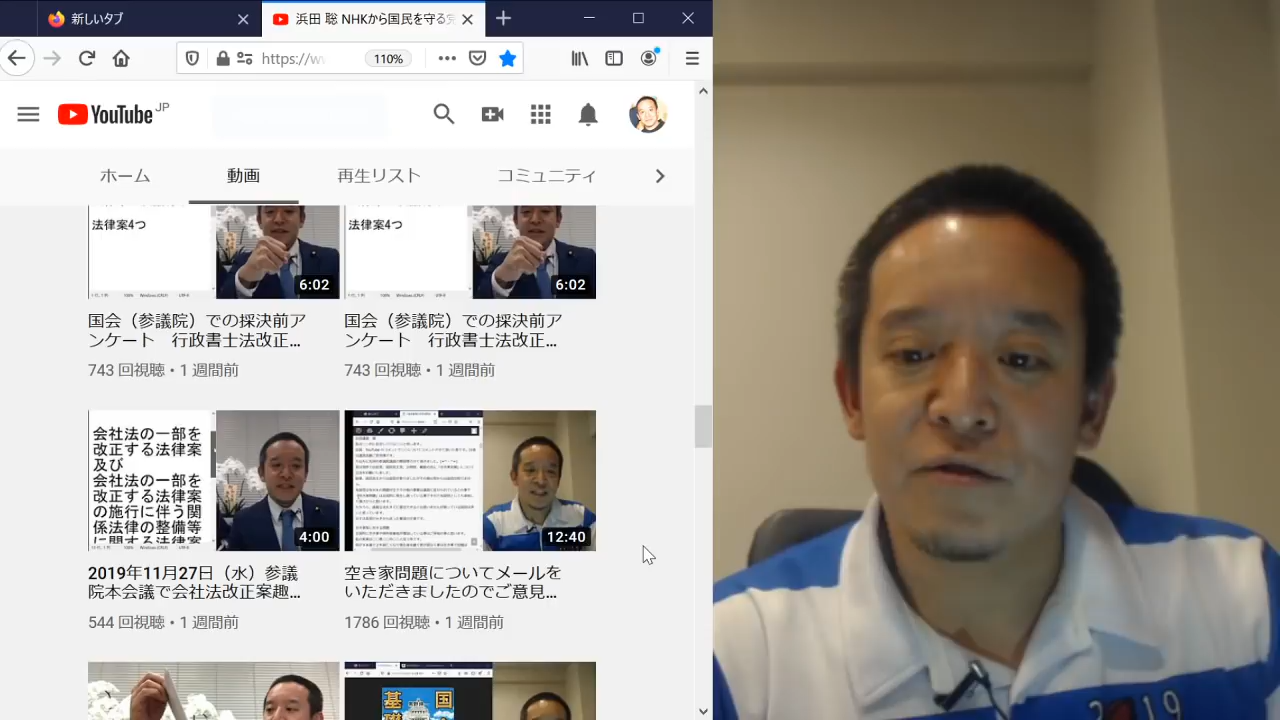 新しいタブ
浜田 聡 NHKから国民を守る党
https://w
110%
YouTube JP
ホーム
動画
再生リスト
コミュニティ
法律案4つ
法律案4つ
6:02
6:02
国会（参議院）での採決前ア
ンケート　行政書士法改正...
743 回視聴・1 週間前
国会（参議院）での採決前ア
ンケート　行政書士法改正...
743 回視聴・1 週間前
会社法の一部を
改正する法律案
会社法の一部を
改正する法律案
の施行に伴う関
係法律の整備等
に関する法律案
4:00
12:40
2019年11月27日（水）参議
院本会議で会社法改正案趣...
544 回視聴・1 週間前
空き家問題についてメールを
いただきましたのでご意見...
1786 回視聴・1 週間前
2019